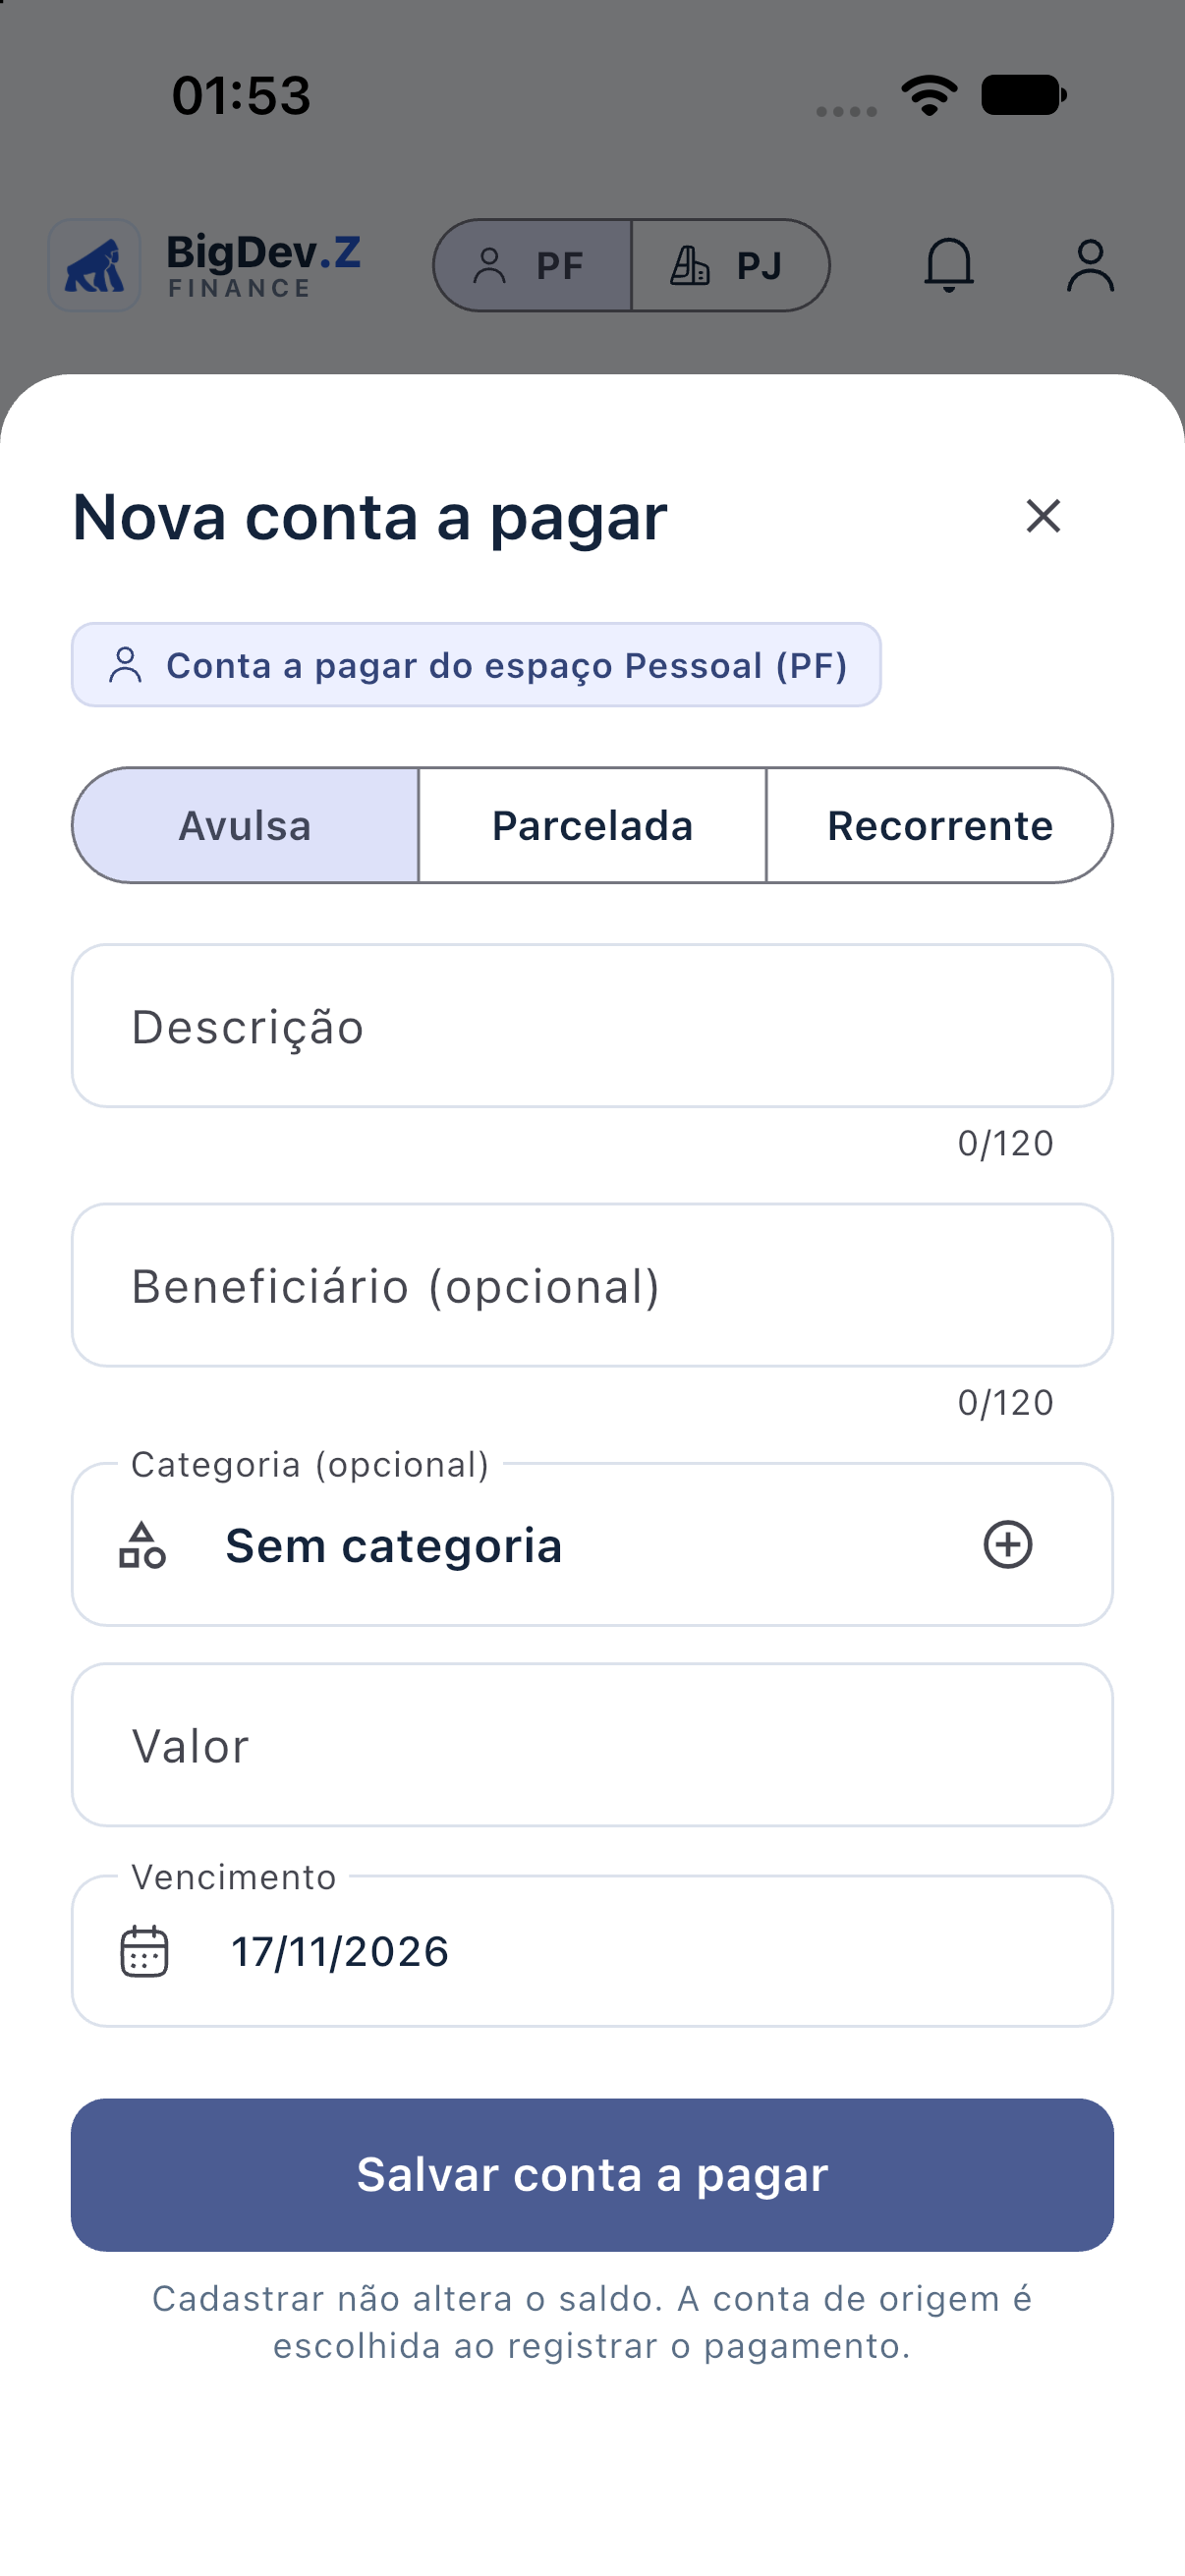 01:53
BigDev.Z
FINANCE
PF
PJ
Nova conta a pagar
Conta a pagar do espaço Pessoal (PF)
Avulsa
Parcelada
Recorrente
Descrição
0/120
Beneficiário (opcional)
0/120
Categoria (opcional)
Sem categoria
Valor
Vencimento
17/11/2026
Salvar conta a pagar
Cadastrar não altera o saldo. A conta de origem é
escolhida ao registrar o pagamento.